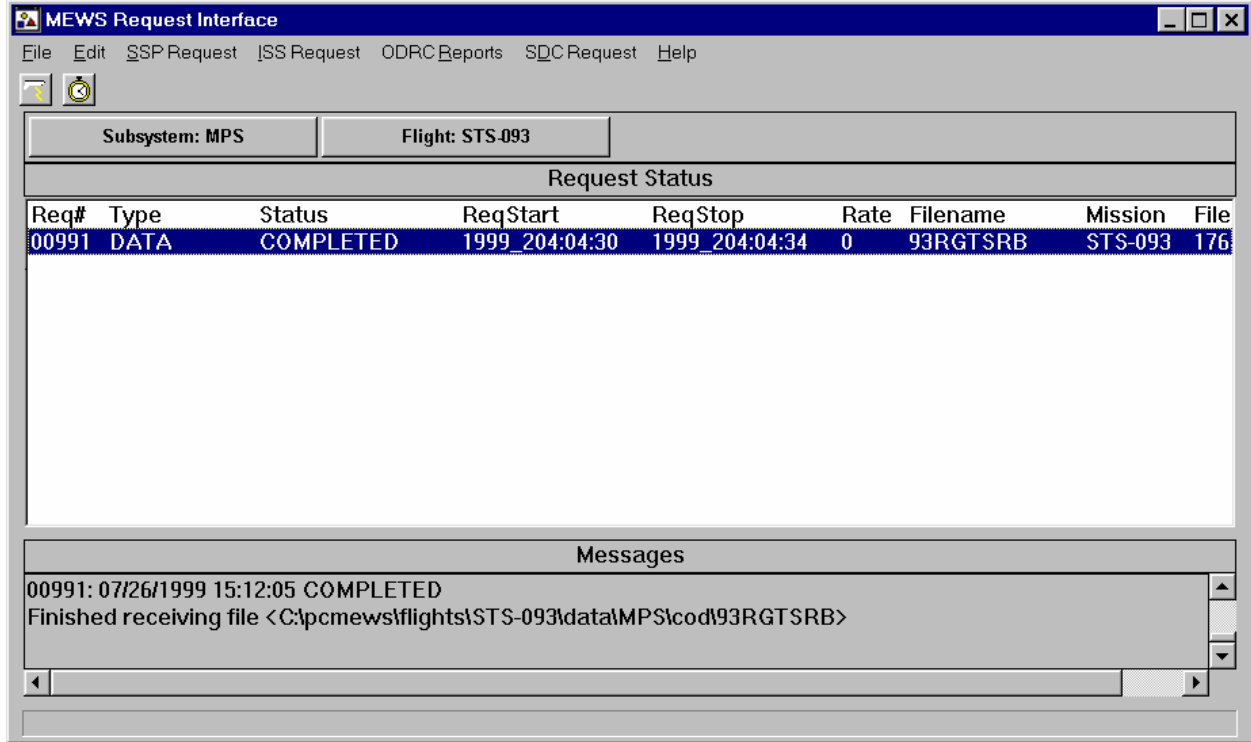 MEWS Request Interface
File Edit SSP Request ISS Request ODRC Reports SDC Request Help
Subsystem: MPS Flight: STS-093
Request Status
Req# Type Status ReqStart ReqStop Rate Filename Mission File
00991 DATA COMPLETED 1999_204:04:30 1999_204:04:34 0 93RGTSRB STS-093 176
Messages
00991: 07/26/1999 15:12:05 COMPLETED
Finished receiving file <C:\pcmews\flights\STS-093\data\MPS\cod\93RGTSRB>